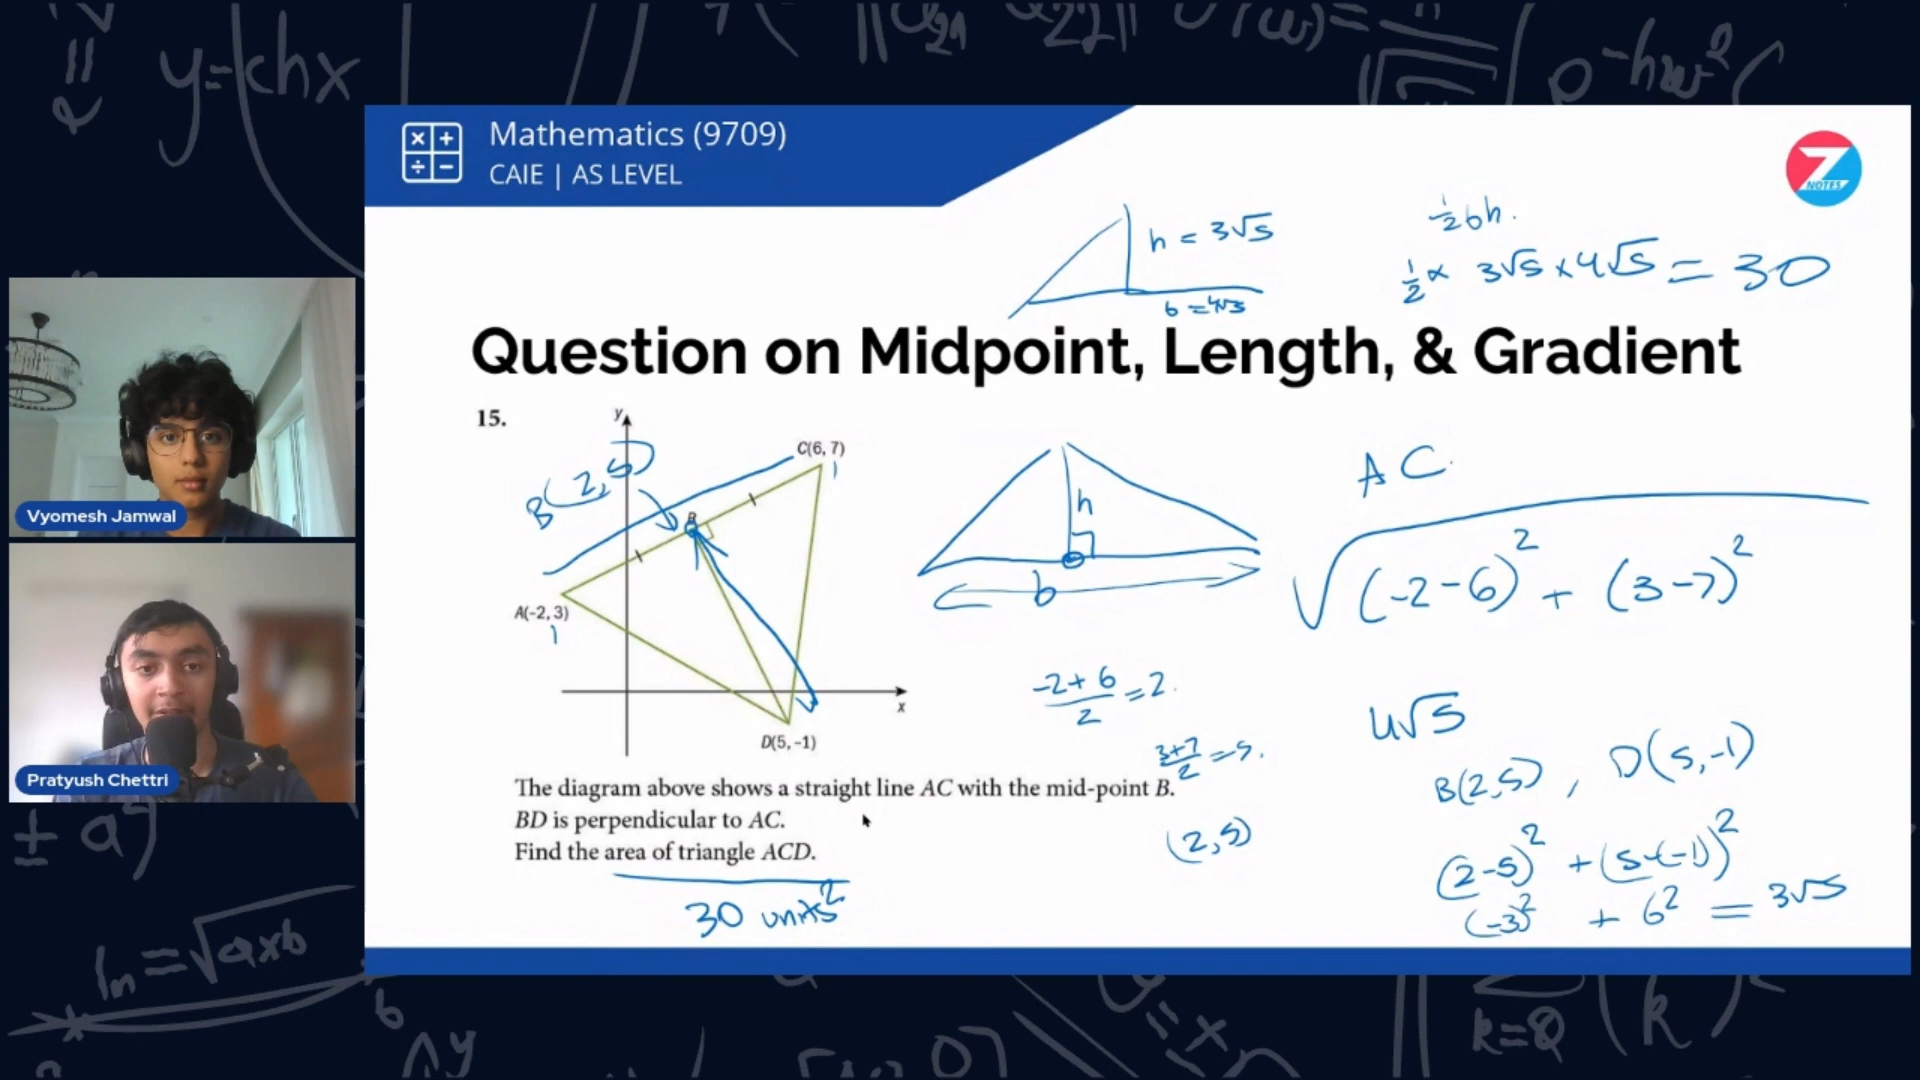 y=chx
Mathematics (9709)
CAIE | AS LEVEL
Z
NOTES
½bh.
h = 3√5
½ × 3√5 × 4√5 = 30
b = 4√5
Question on Midpoint, Length, & Gradient
15.
y
C(6, 7)
B(2,5)
B
A(-2, 3)
x
D(5, -1)
h
b
AC
√(-2-6)² + (3-7)²
-2+6/2 = 2
3+7/2 = 5.
(2,5)
4√5
B(2,5), D(5,-1)
(2-5)² + (5-(-1))²
(-3)² + 6² = 3√5
The diagram above shows a straight line AC with the mid-point B.
BD is perpendicular to AC.
Find the area of triangle ACD.
30 units²
Vyomesh Jamwal
Pratyush Chettri
ln=√axb
k=Q
(k)